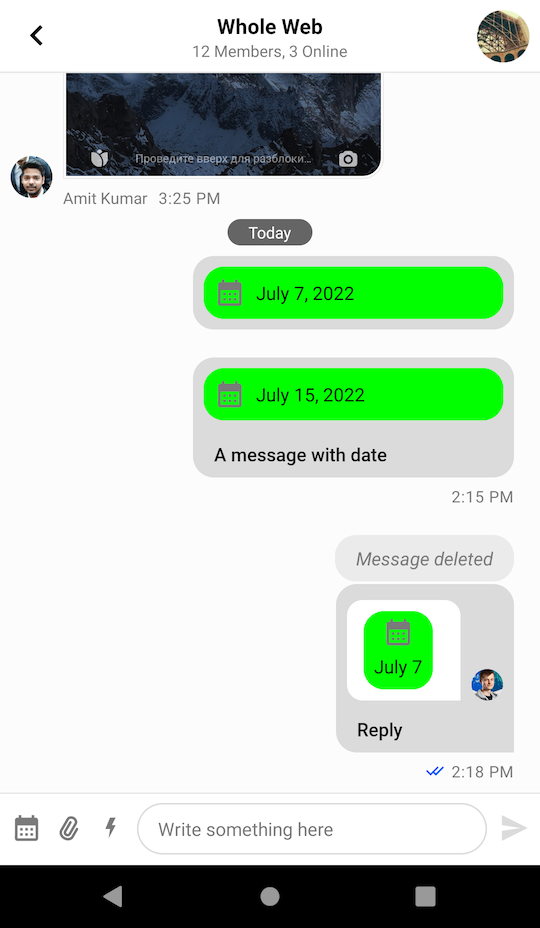 Whole Web
12 Members, 3 Online
Проведите вверх для разблоки...
Amit Kumar 3:25 PM
Today
July 7, 2022
July 15, 2022
A message with date
2:15 PM
Message deleted
July 7
Reply
2:18 PM
Write something here